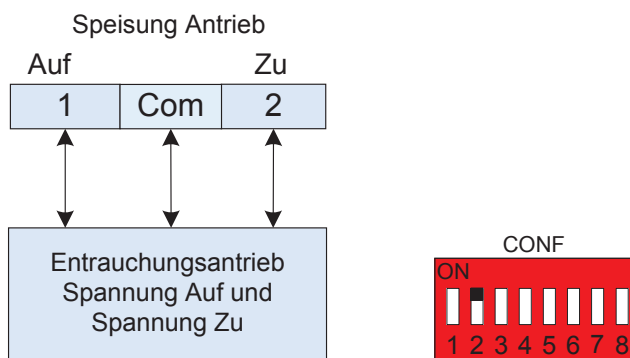 Speisung Antrieb
Auf Zu
1 Com 2
Entrauchungsantrieb
Spannung Auf und
Spannung Zu
CONF
ON
1 2 3 4 5 6 7 8